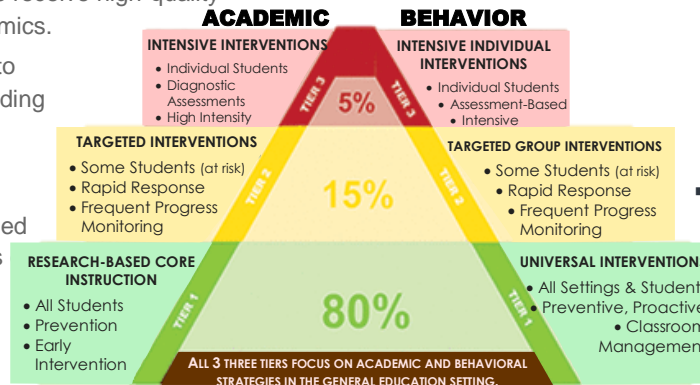 receive high-quality
mics.
to
ding
ed
s
ACADEMIC
BEHAVIOR
INTENSIVE INTERVENTIONS
• Individual Students
• Diagnostic
Assessments
• High Intensity
INTENSIVE INDIVIDUAL
INTERVENTIONS
• Individual Students
• Assessment-Based
• Intensive
TIER 3
5%
TIER 3
TARGETED INTERVENTIONS
• Some Students (at risk)
• Rapid Response
• Frequent Progress
Monitoring
TARGETED GROUP INTERVENTIONS
• Some Students (at risk)
• Rapid Response
• Frequent Progress
Monitoring
TIER 2
15%
TIER 2
RESEARCH-BASED CORE
INSTRUCTION
• All Students
• Prevention
• Early
Intervention
UNIVERSAL INTERVENTION
• All Settings & Student
• Preventive, Proactive
• Classroom
Management
TIER 1
80%
TIER 1
ALL 3 THREE TIERS FOCUS ON ACADEMIC AND BEHAVIORAL
STRATEGIES IN THE GENERAL EDUCATION SETTING.